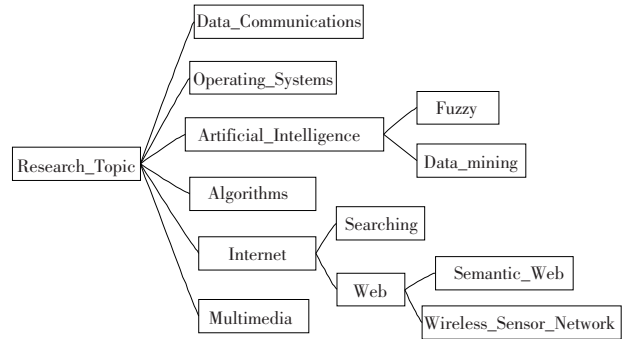 Research_Topic
Data_Communications
Operating_Systems
Artificial_Intelligence
Fuzzy
Data_mining
Algorithms
Internet
Searching
Web
Semantic_Web
Wireless_Sensor_Network
Multimedia